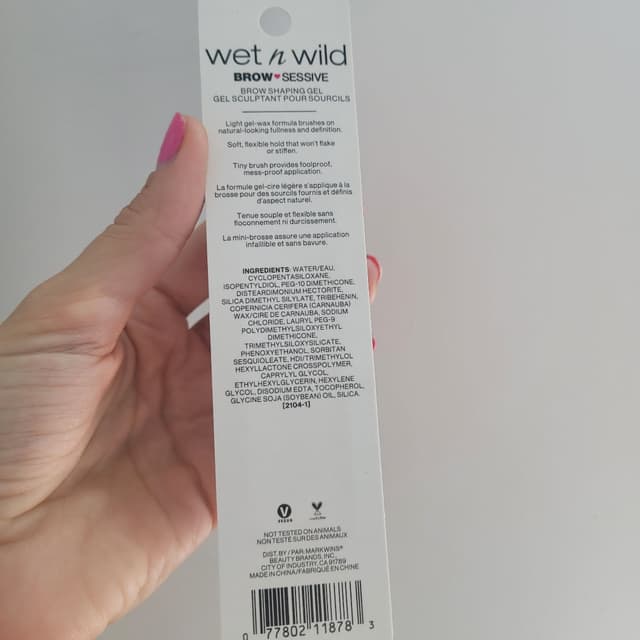 wet n wild
BROW SESSIVE
BROW SHAPING GEL
GEL SCULPTANT POUR SOURCILS
Light gel-wax formula brushes on
natural-looking fullness and definition.
Soft, flexible hold that won't flake
or stiffen.
Tiny brush provides foolproof,
mess-proof application.
La formule gel-cire légère s'applique à la
brosse pour des sourcils fournis et définis
d'aspect naturel.
Tenue souple et flexible sans
floconnement ni durcissement.
La mini-brosse assure une application
infaillible et sans bavure.
INGREDIENTS: WATER/EAU,
CYCLOPENTASILOXANE,
ISOPENTYLDIOL, PEG-10 DIMETHICONE,
DISTEARDIMONIUM HECTORITE,
SILICA DIMETHYL SILYLATE, TRIBEHENIN,
COPERNICIA CERIFERA (CARNAUBA)
WAX/CIRE DE CARNAUBA, SODIUM
CHLORIDE, LAURYL PEG-9
POLYDIMETHYLSILOXYETHYL
DIMETHICONE,
TRIMETHYLSILOXYSILICATE,
PHENOXYETHANOL, SORBITAN
SESQUIOLEATE, HDI/TRIMETHYLOL
HEXYLLACTONE CROSSPOLYMER,
CAPRYLYL GLYCOL,
ETHYLHEXYLGLYCERIN, HEXYLENE
GLYCOL, DISODIUM EDTA, TOCOPHEROL,
GLYCINE SOJA (SOYBEAN) OIL, SILICA.
[2104-1]
V
VEGAN
NOT TESTED ON ANIMALS
NON TESTE SUR DES ANIMAUX
DIST. BY / PAR: MARKWINS®
BEAUTY BRANDS, INC.,
CITY OF INDUSTRY, CA 91789
MADE IN CHINA/FABRIQUÉ EN CHINE
0 77802 11878 3